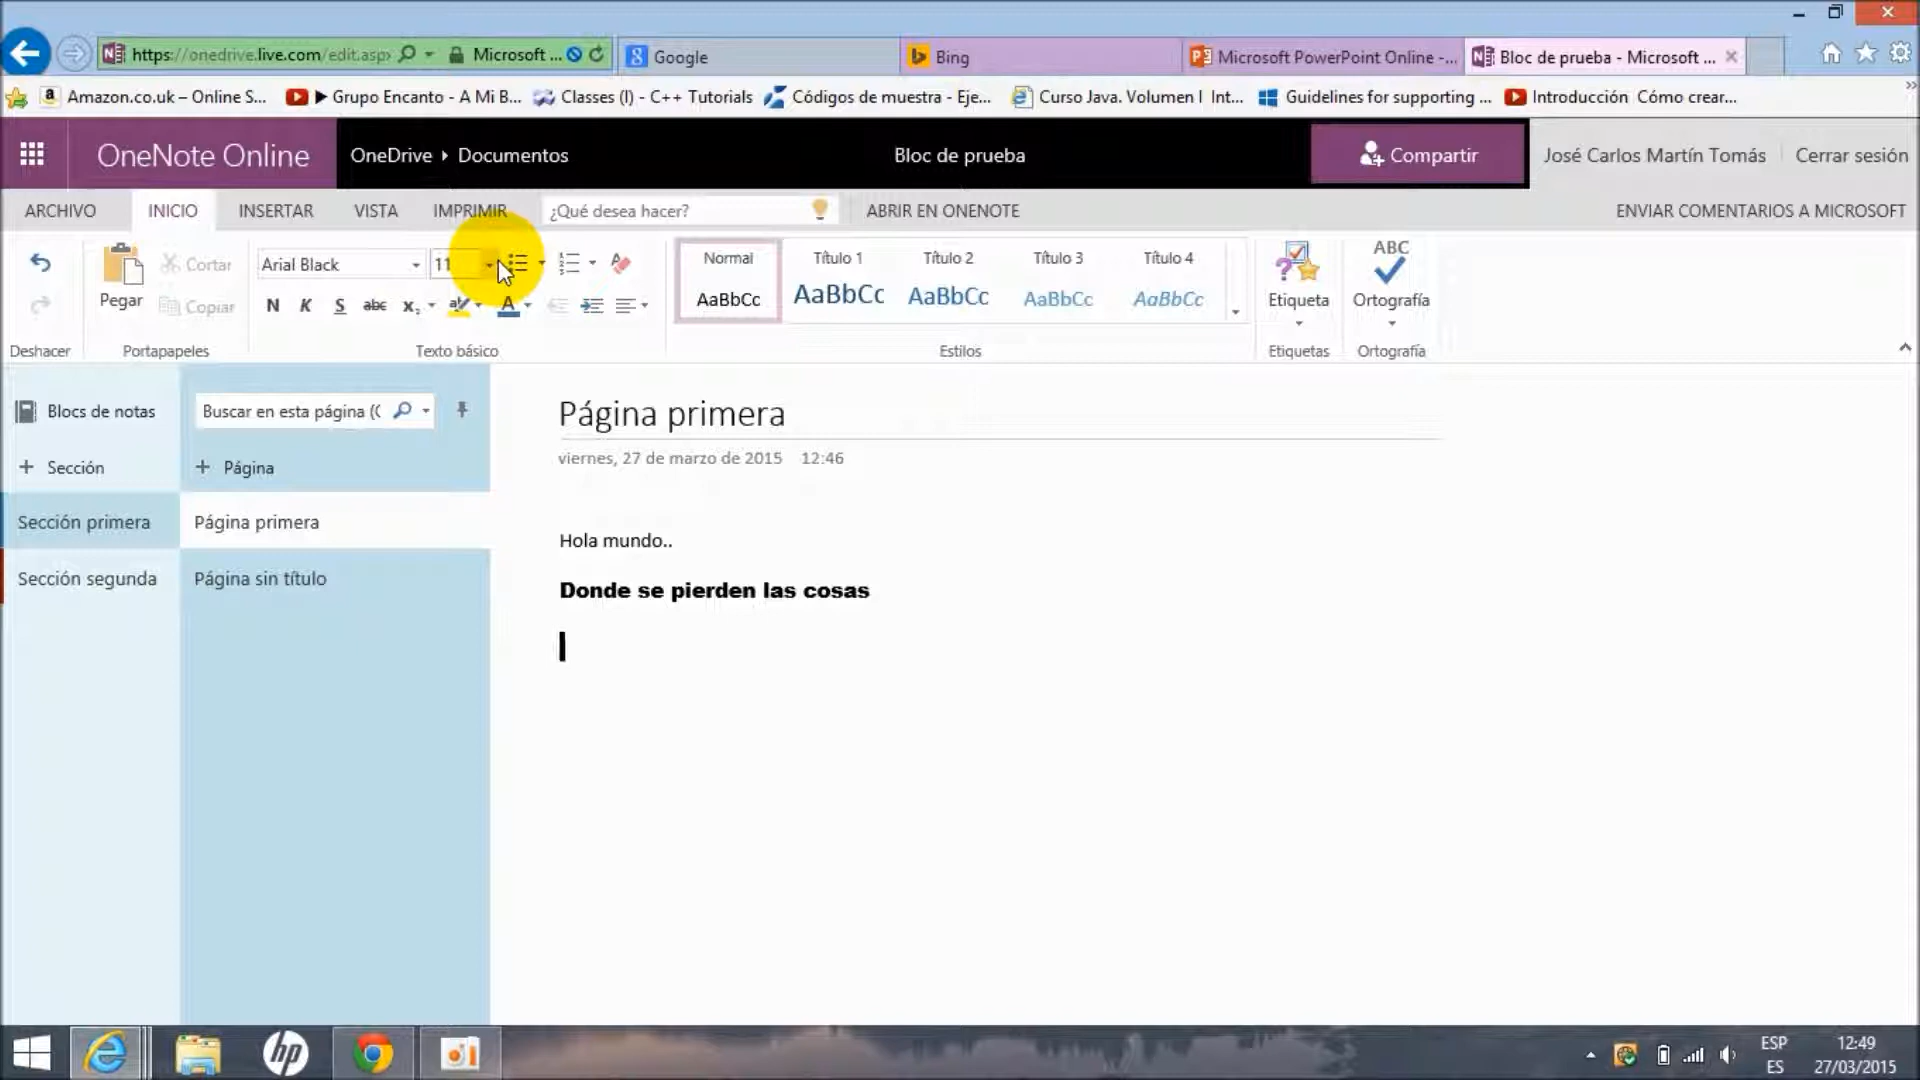 https://onedrive.live.com/edit.aspx Microsoft ... Google Bing Microsoft PowerPoint Online -... Bloc de prueba - Microsoft ...
Amazon.co.uk – Online S... ▶ Grupo Encanto - A Mi B... Classes (I) - C++ Tutorials Códigos de muestra - Eje... Curso Java. Volumen I Int... Guidelines for supporting ... Introducción Cómo crear...
OneNote Online OneDrive ▸ Documentos Bloc de prueba Compartir José Carlos Martín Tomás Cerrar sesión
ARCHIVO INICIO INSERTAR VISTA IMPRIMIR ¿Qué desea hacer? ABRIR EN ONENOTE ENVIAR COMENTARIOS A MICROSOFT
Normal Título 1 Título 2 Título 3 Título 4 ABC
Cortar Arial Black 11
AaBbCc AaBbCc AaBbCc AaBbCc AaBbCc
Pegar Copiar N K S abc x₂ ab A Etiqueta Ortografía
Deshacer Portapapeles Texto básico Estilos Etiquetas Ortografía
Blocs de notas Buscar en esta página (C
Página primera
viernes, 27 de marzo de 2015 12:46
+ Sección + Página
Sección primera Página primera
Hola mundo..
Sección segunda Página sin título
Donde se pierden las cosas
hp ESP 12:49
ES 27/03/2015